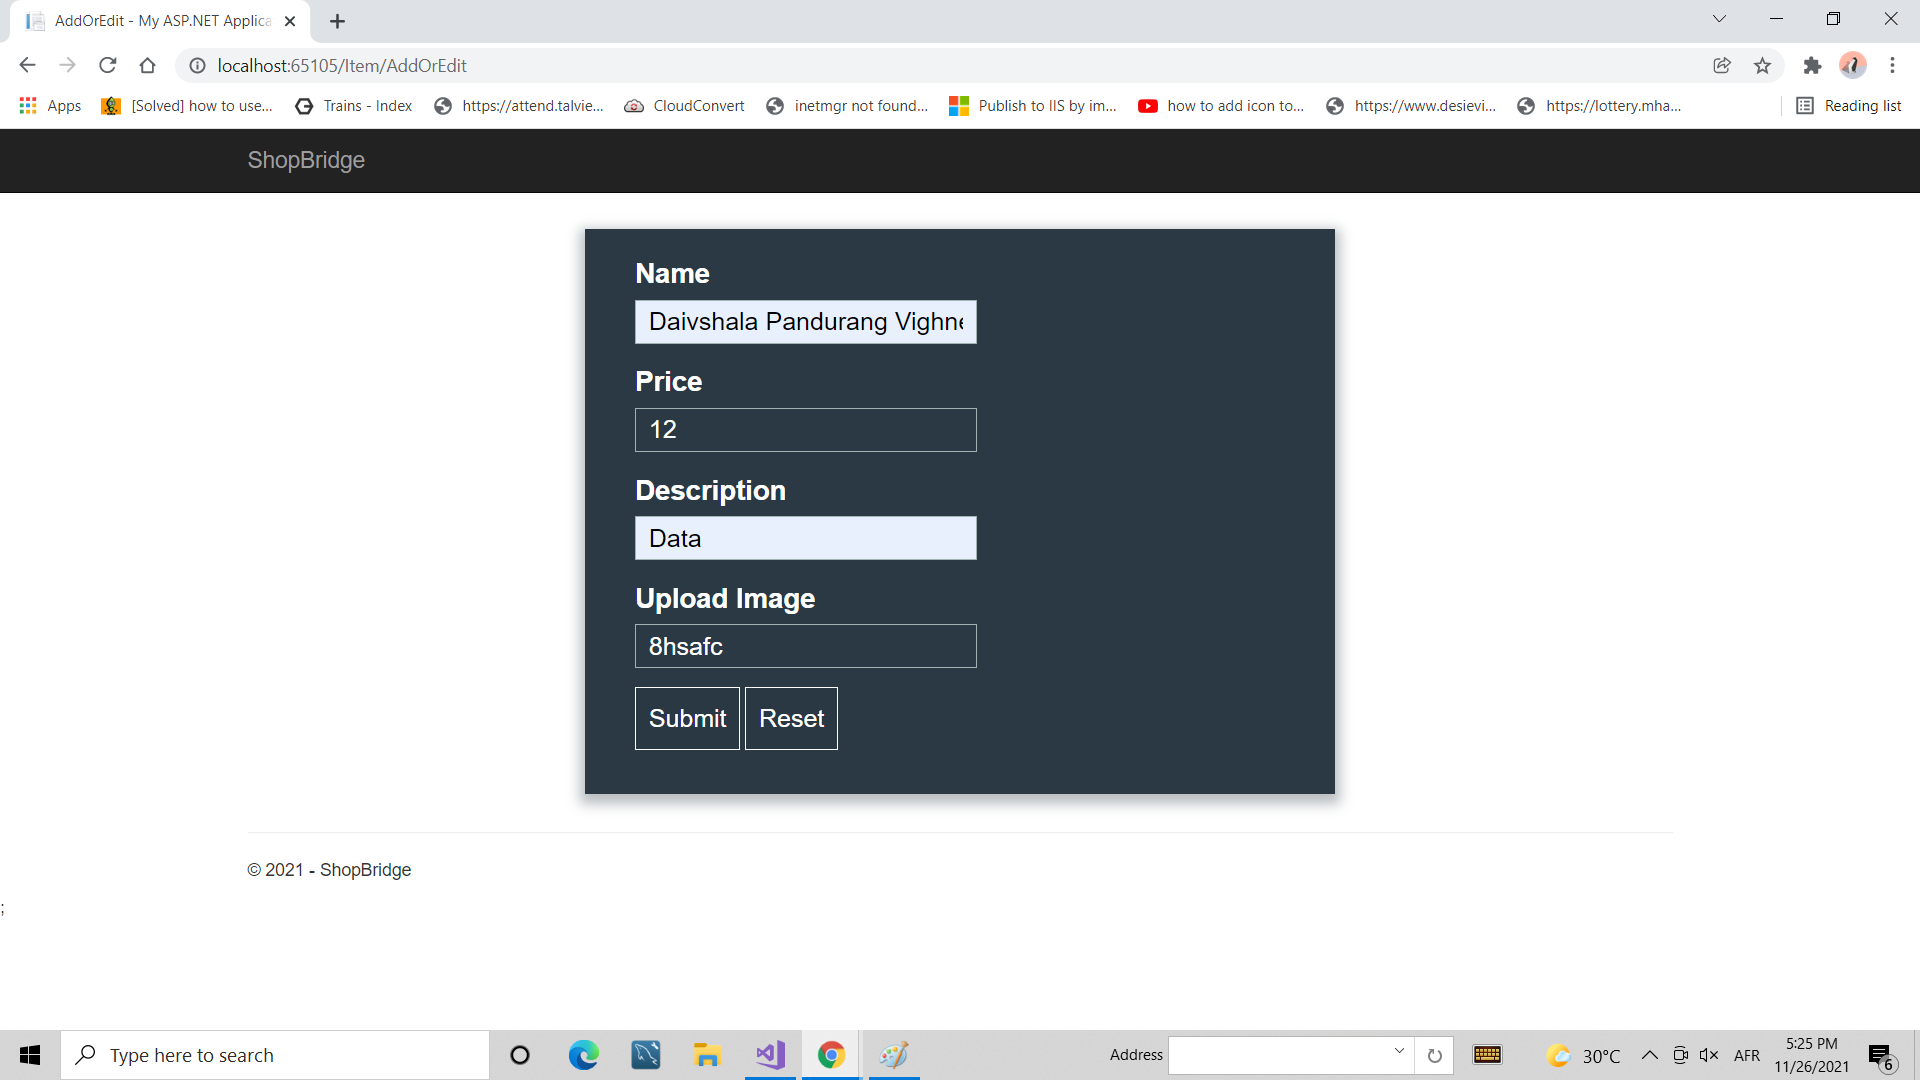 AddOrEdit - My ASP.NET Applica
localhost:65105/Item/AddOrEdit
Apps [Solved] how to use... Trains - Index https://attend.talvie... CloudConvert inetmgr not found... Publish to IIS by im... how to add icon to... https://www.desievi... https://lottery.mha... Reading list
ShopBridge
Name
Daivshala Pandurang Vighne
Price
12
Description
Data
Upload Image
8hsafc
Submit Reset
© 2021 - ShopBridge
;
Type here to search
Address
30°C
AFR
5:25 PM
11/26/2021
6